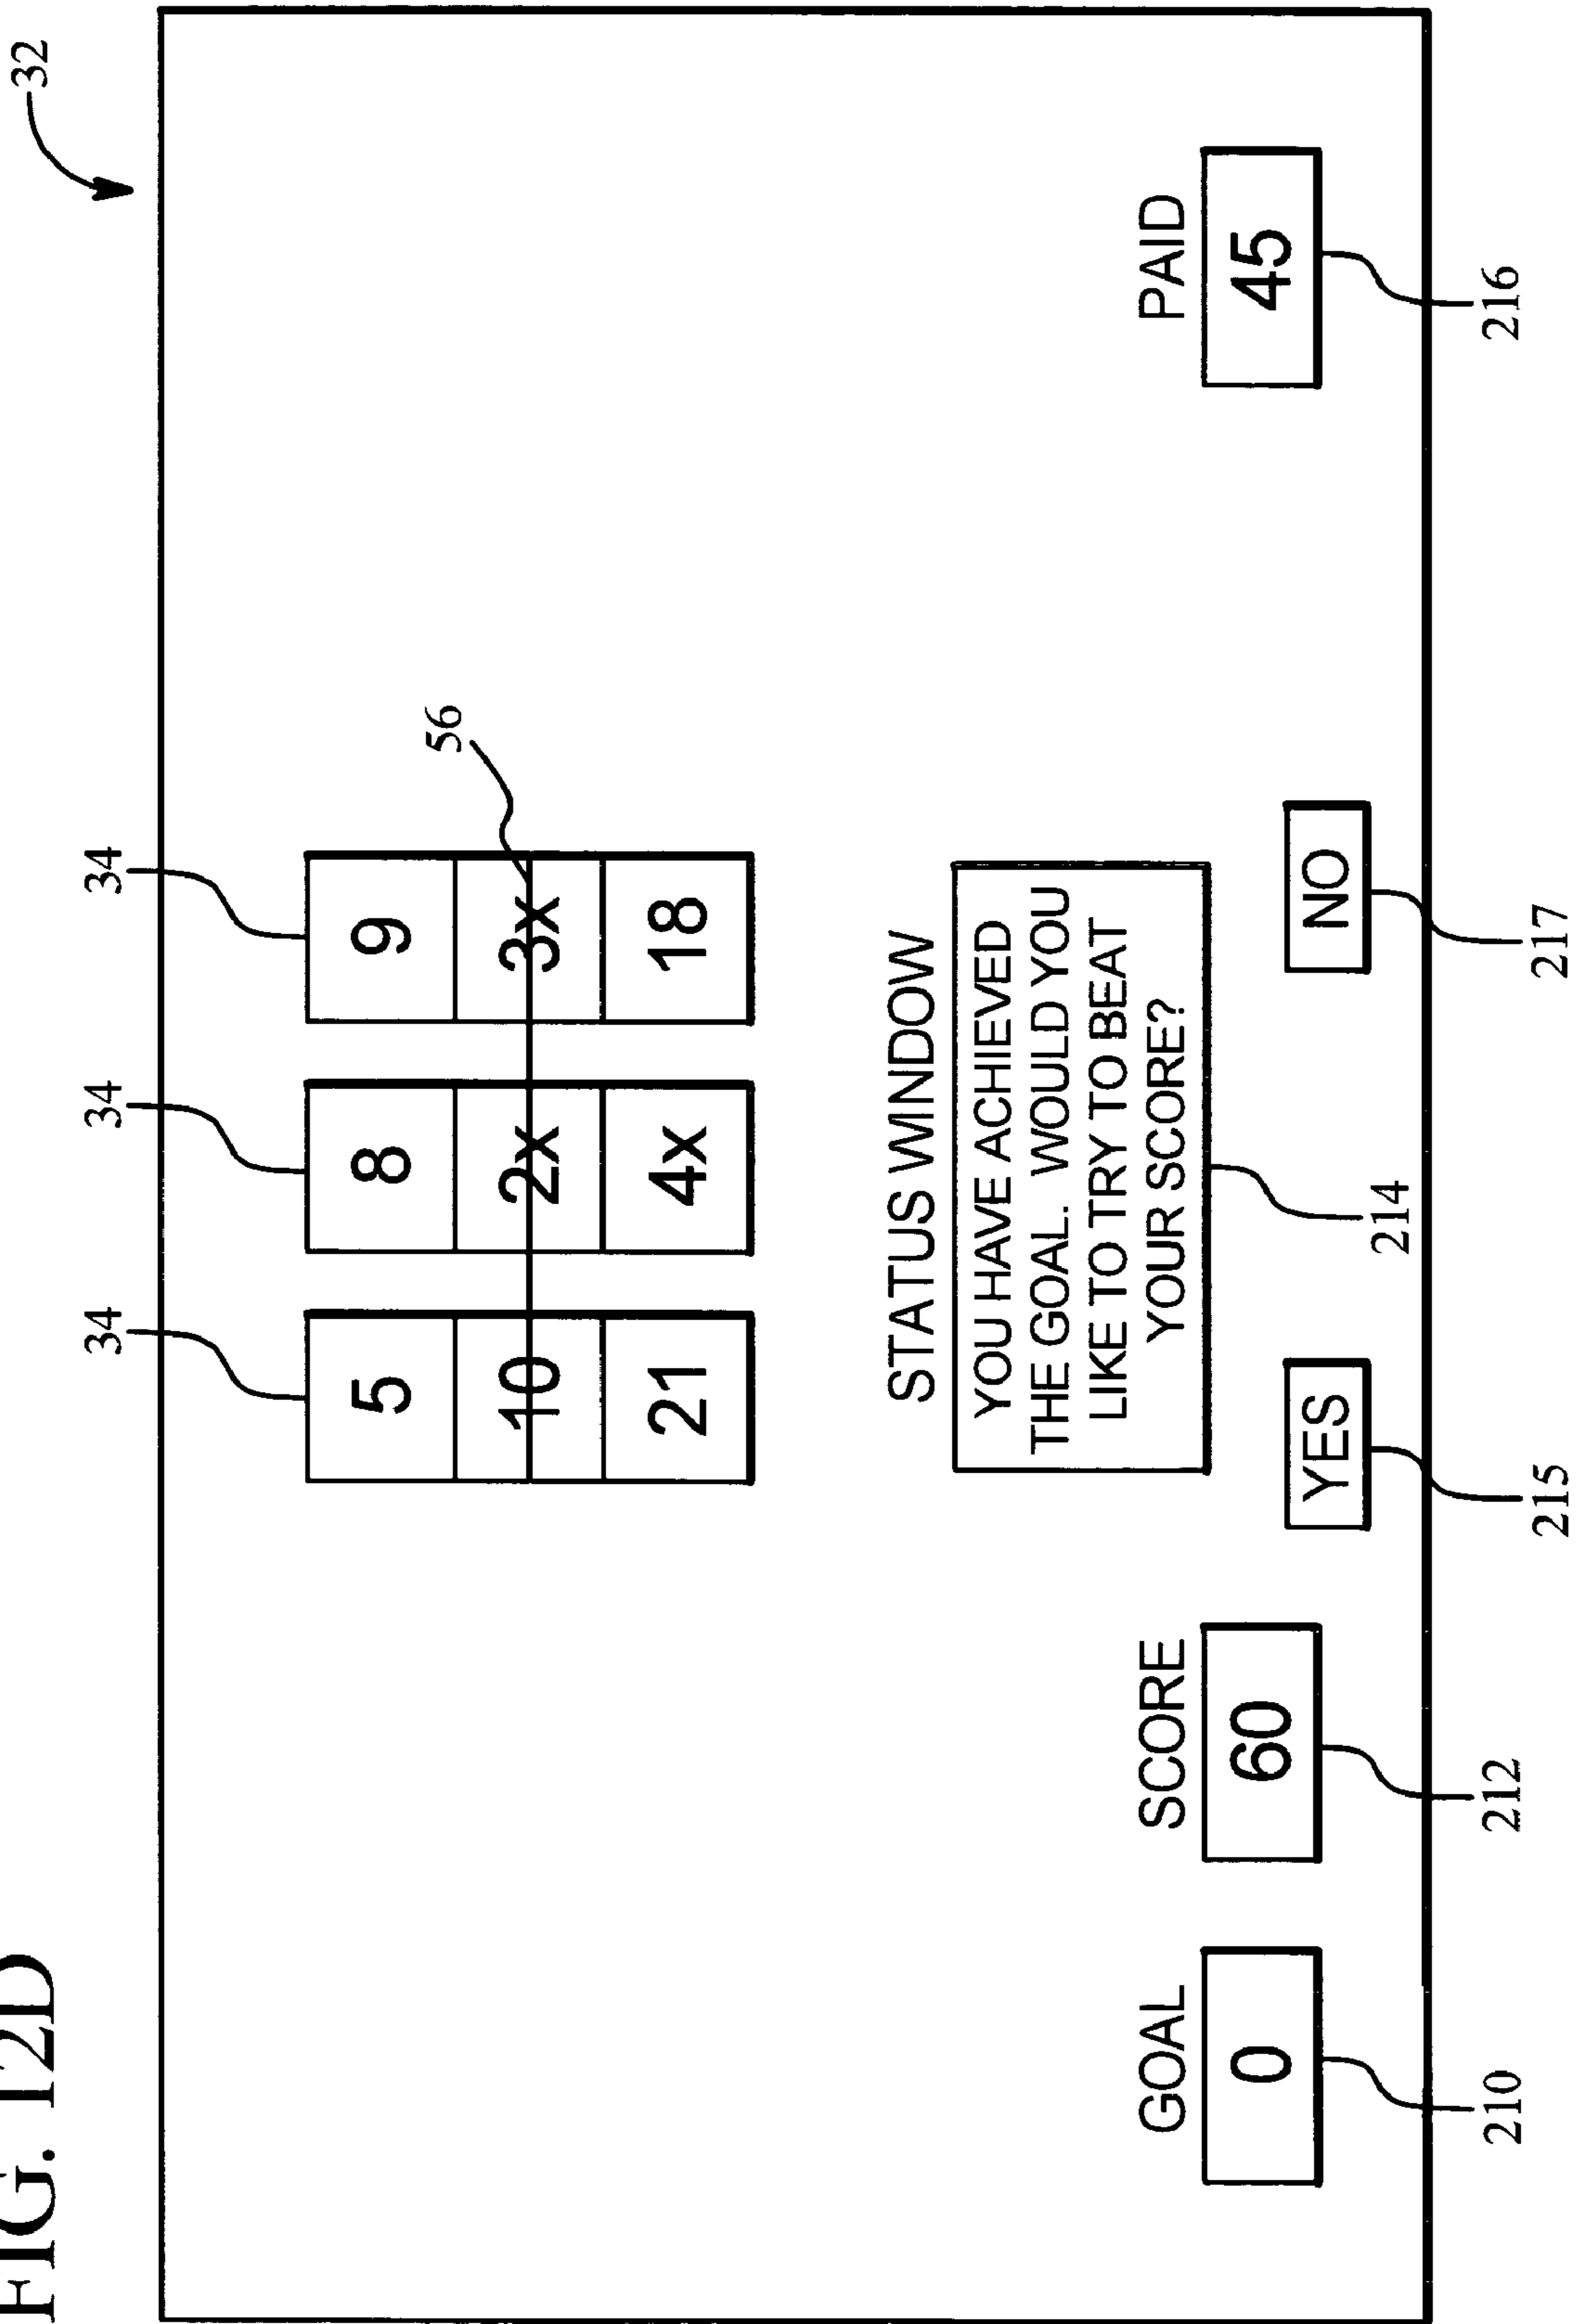 FIG. 12D
32
34 34 34
5 8 9
56
10 2x 3x
21 4x 18
STATUS WINDOW
YOU HAVE ACHIEVED
THE GOAL. WOULD YOU
LIKE TO TRY TO BEAT
YOUR SCORE?
214
GOAL SCORE PAID
0 60 45
YES NO
210 212 215 217 216